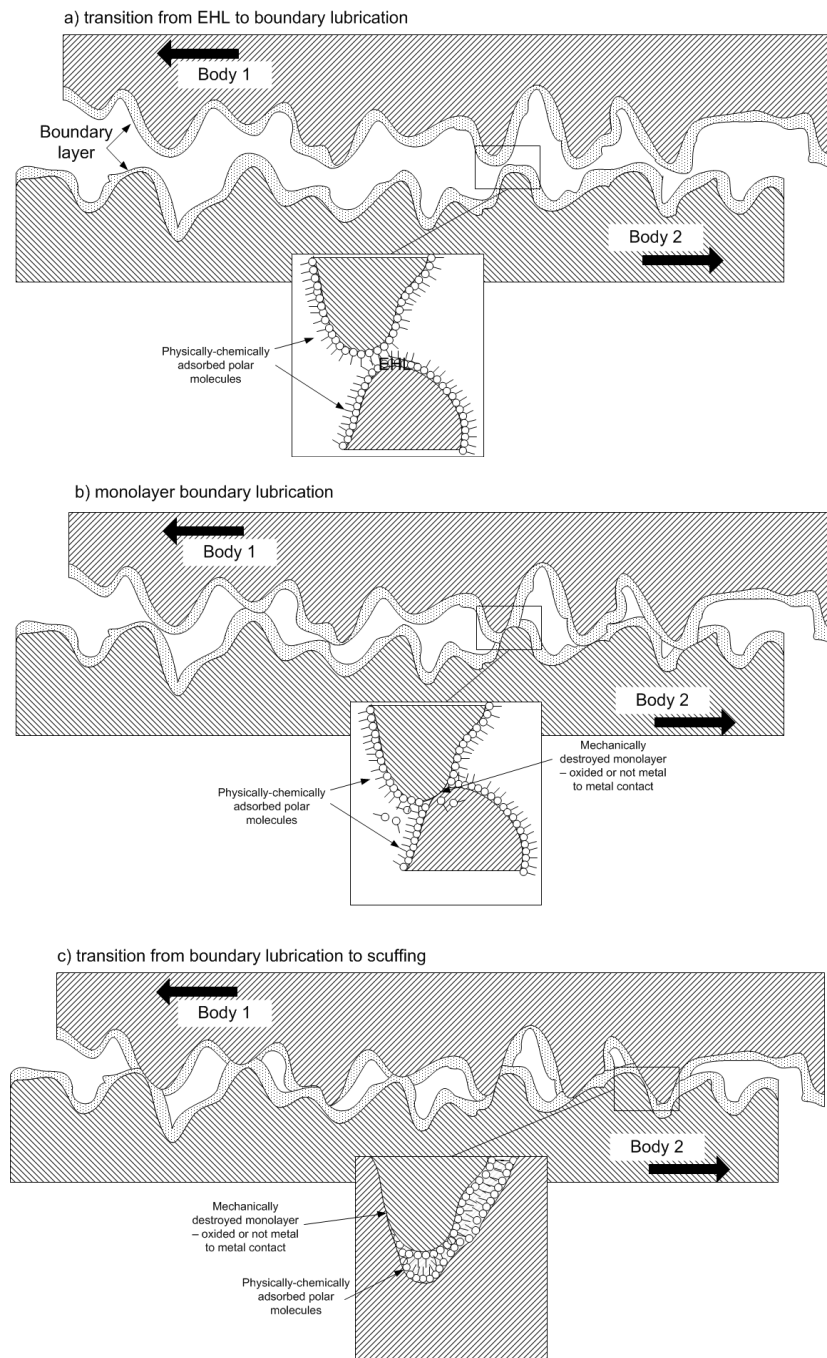 a) transition from EHL to boundary lubrication
Body 1
Boundary
layer
Body 2
Physically-chemically
adsorbed polar
molecules
EHL
b) monolayer boundary lubrication
Body 1
Body 2
Mechanically
destroyed monolayer
– oxided or not metal
to metal contact
Physically-chemically
adsorbed polar
molecules
c) transition from boundary lubrication to scuffing
Body 1
Body 2
Mechanically
destroyed monolayer
– oxided or not metal
to metal contact
Physically-chemically
adsorbed polar
molecules